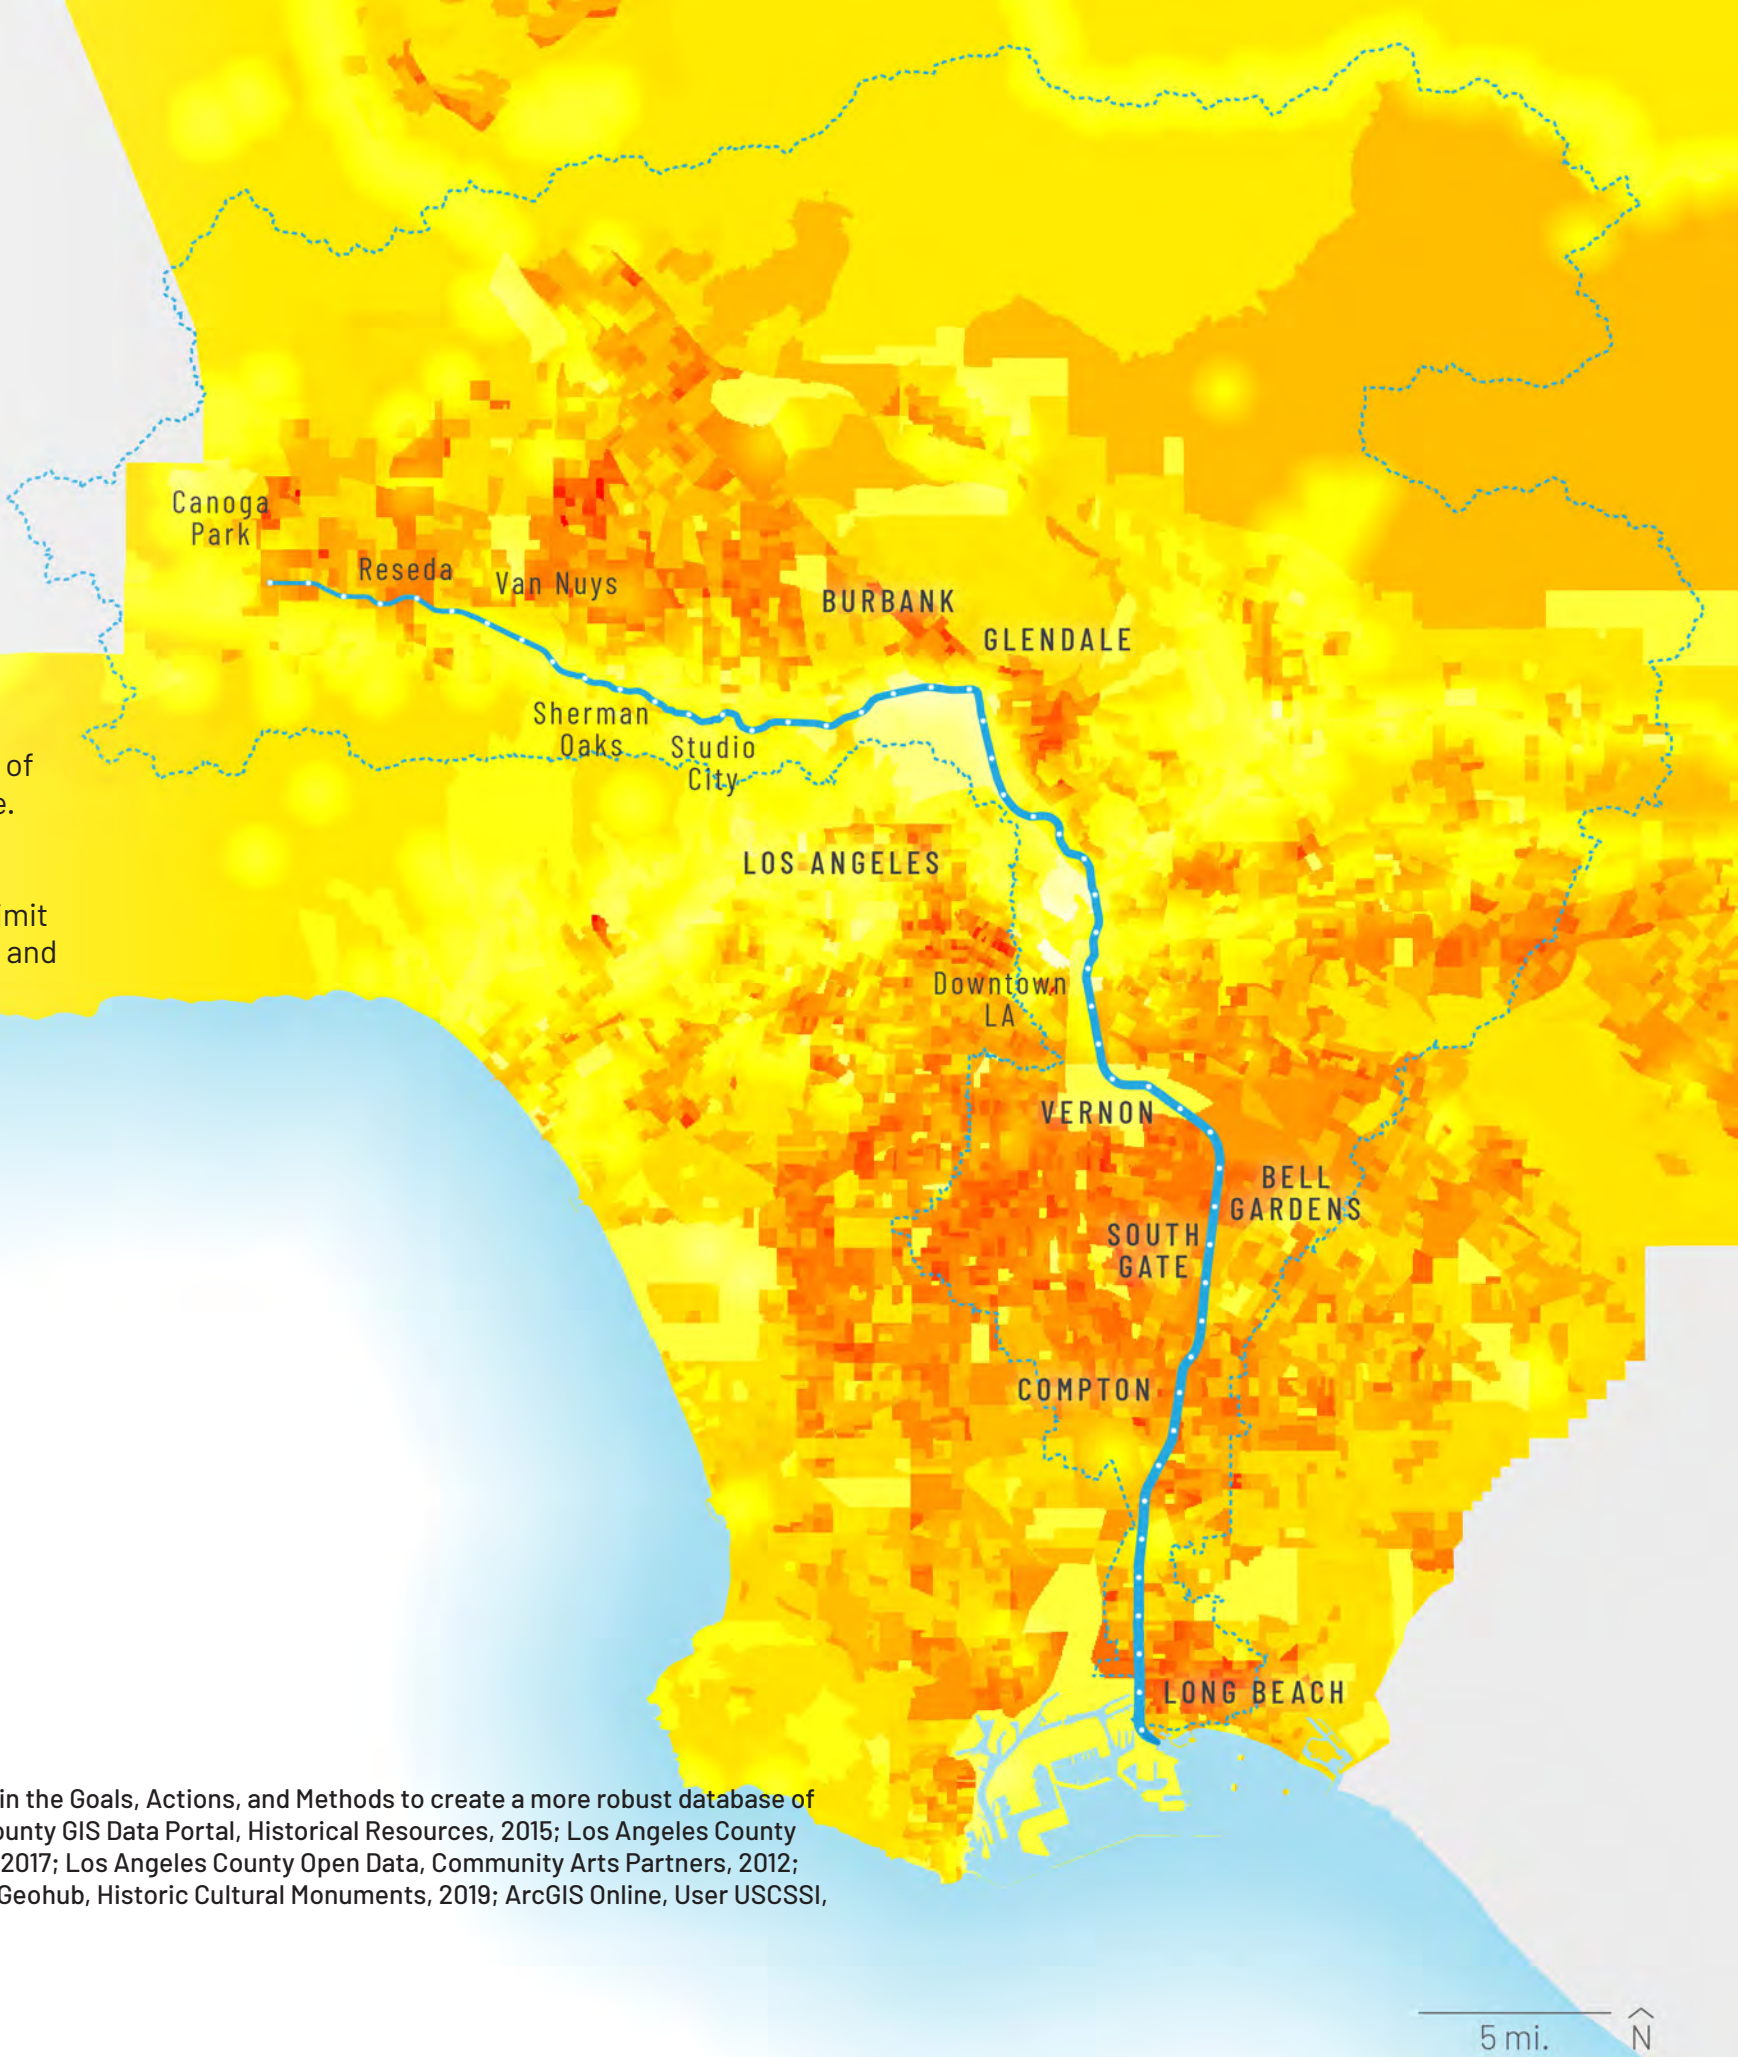 Canoga
Park
Reseda
Van Nuys
BURBANK
GLENDALE
Sherman
Oaks
Studio
City
of
e.
LOS ANGELES
imit
and
Downtown
LA
VERNON
BELL
GARDENS
SOUTH
GATE
COMPTON
LONG BEACH
in the Goals, Actions, and Methods to create a more robust database of
ounty GIS Data Portal, Historical Resources, 2015; Los Angeles County
2017; Los Angeles County Open Data, Community Arts Partners, 2012;
Geohub, Historic Cultural Monuments, 2019; ArcGIS Online, User USCSSI,
5 mi.
N